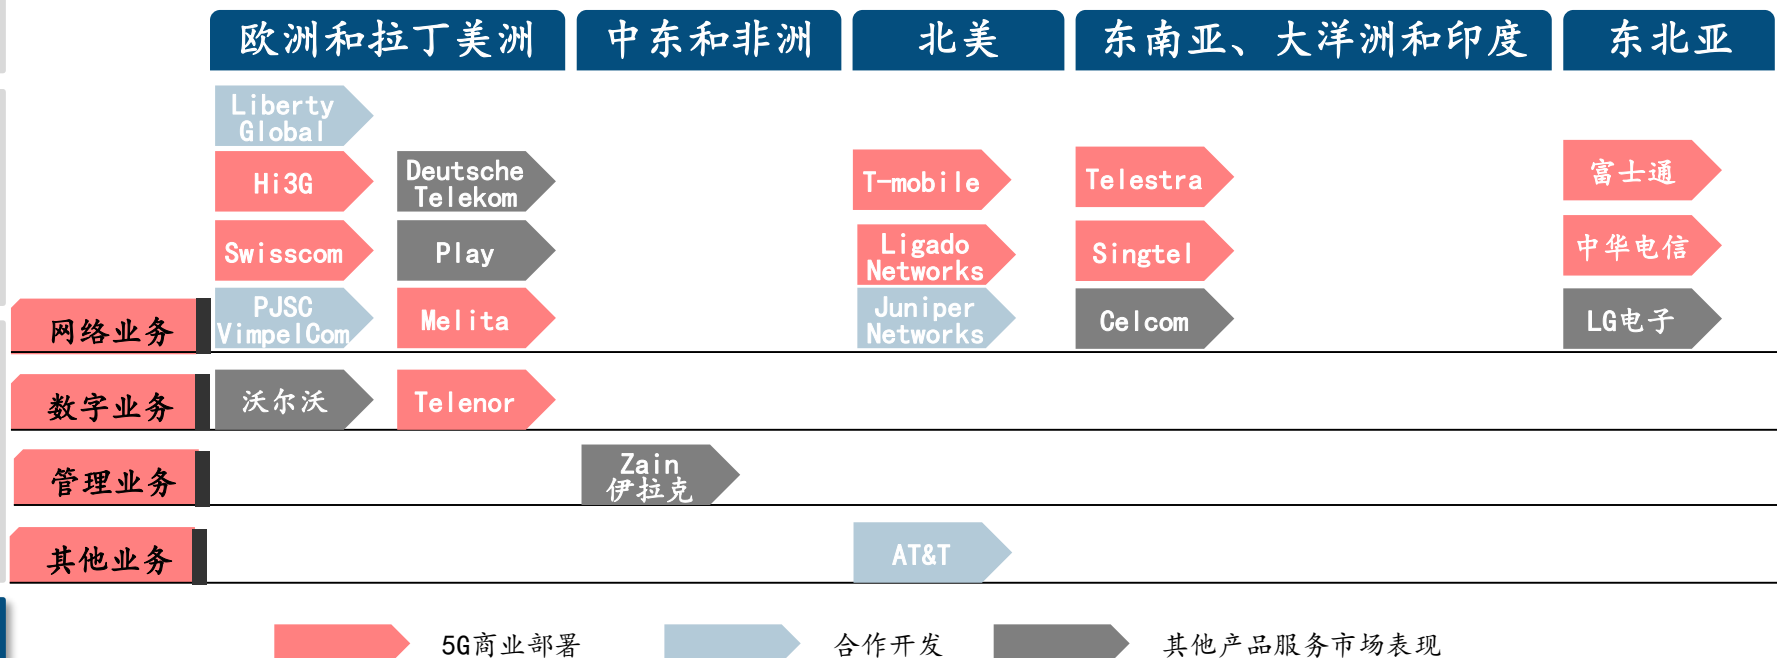 欧洲和拉丁美洲
中东和非洲
北美
东南亚、大洋洲和印度
东北亚
Liberty
Global
Hi3G
Deutsche
Telekom
T-mobile
Telestra
富士通
Swisscom
Play
Ligado
Networks
Singtel
中华电信
网络业务
PJSC
VimpelCom
Melita
Juniper
Networks
Celcom
LG电子
数字业务
沃尔沃
Telenor
管理业务
Zain
伊拉克
其他业务
AT&T
5G商业部署
合作开发
其他产品服务市场表现